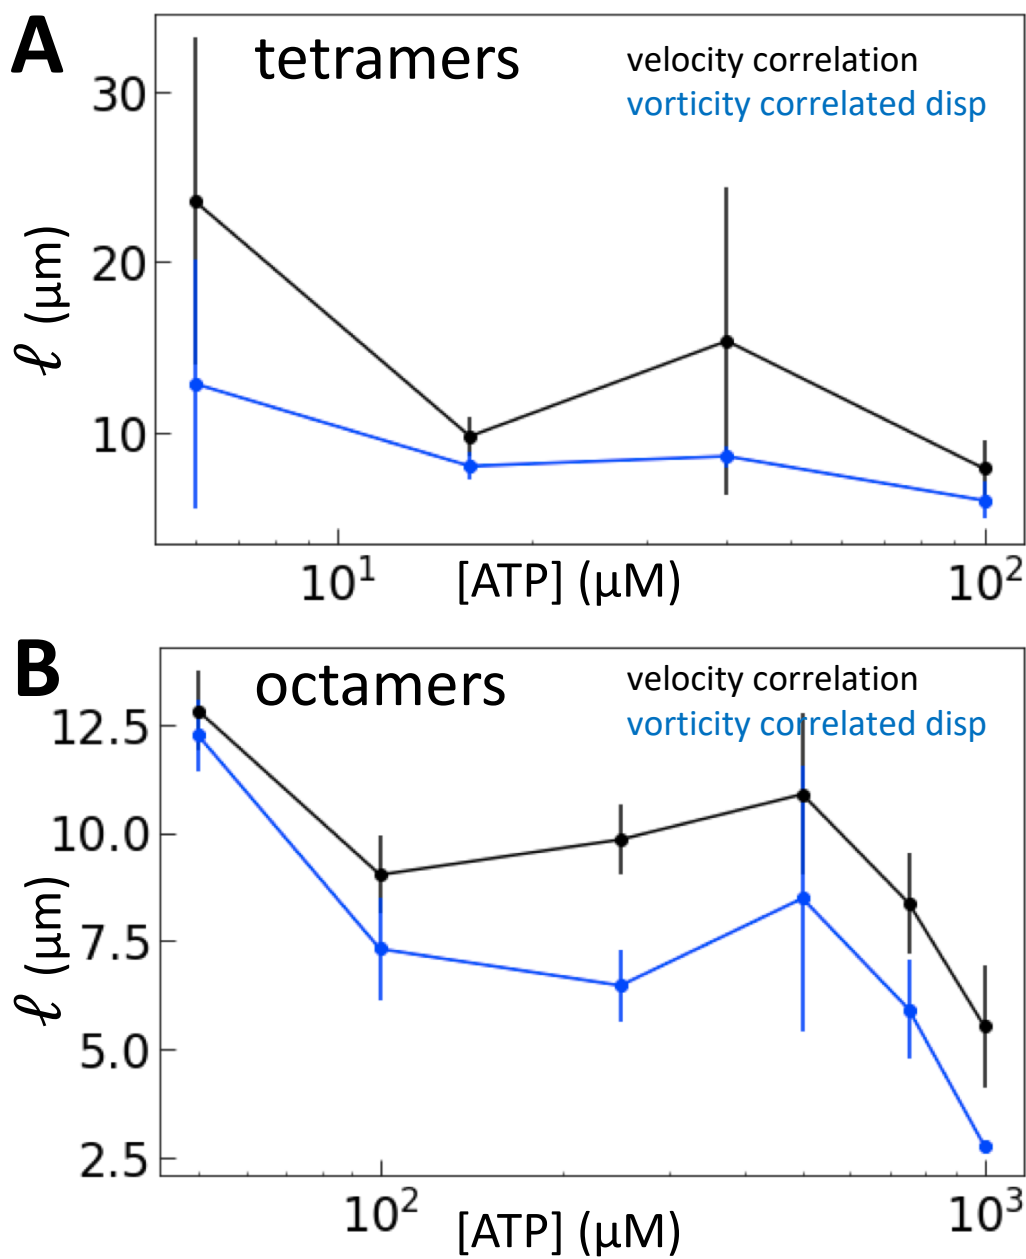 A
tetramers
velocity correlation
vorticity correlated disp
30
20
10
ℓ (μm)
10¹
[ATP] (μM)
10²
B
octamers
velocity correlation
vorticity correlated disp
12.5
10.0
7.5
5.0
2.5
ℓ (μm)
10²
[ATP] (μM)
10³